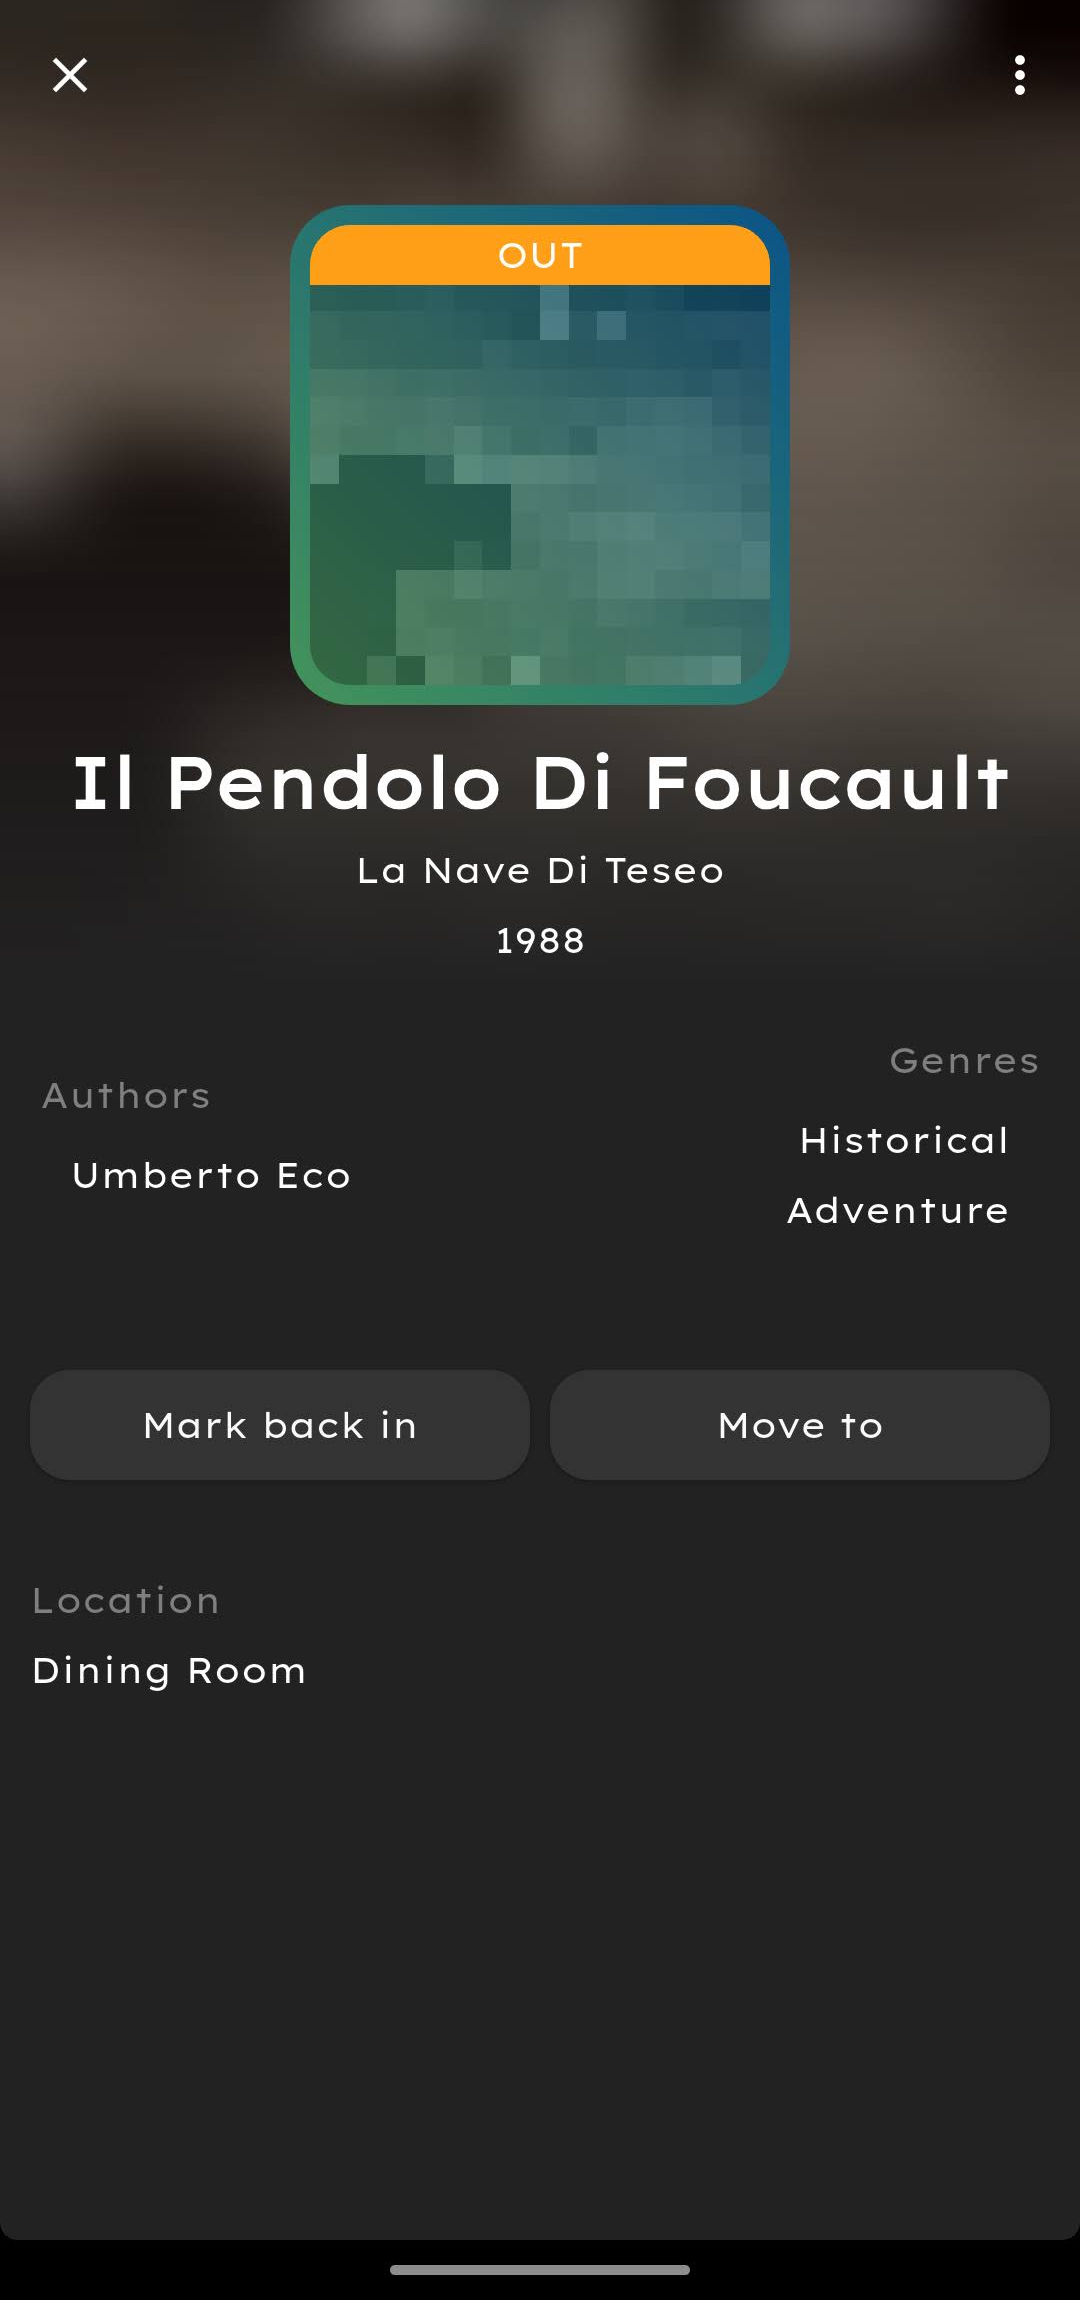 OUT
Il Pendolo Di Foucault
La Nave Di Teseo
1988
Authors
Umberto Eco
Genres
Historical
Adventure
Mark back in
Move to
Location
Dining Room